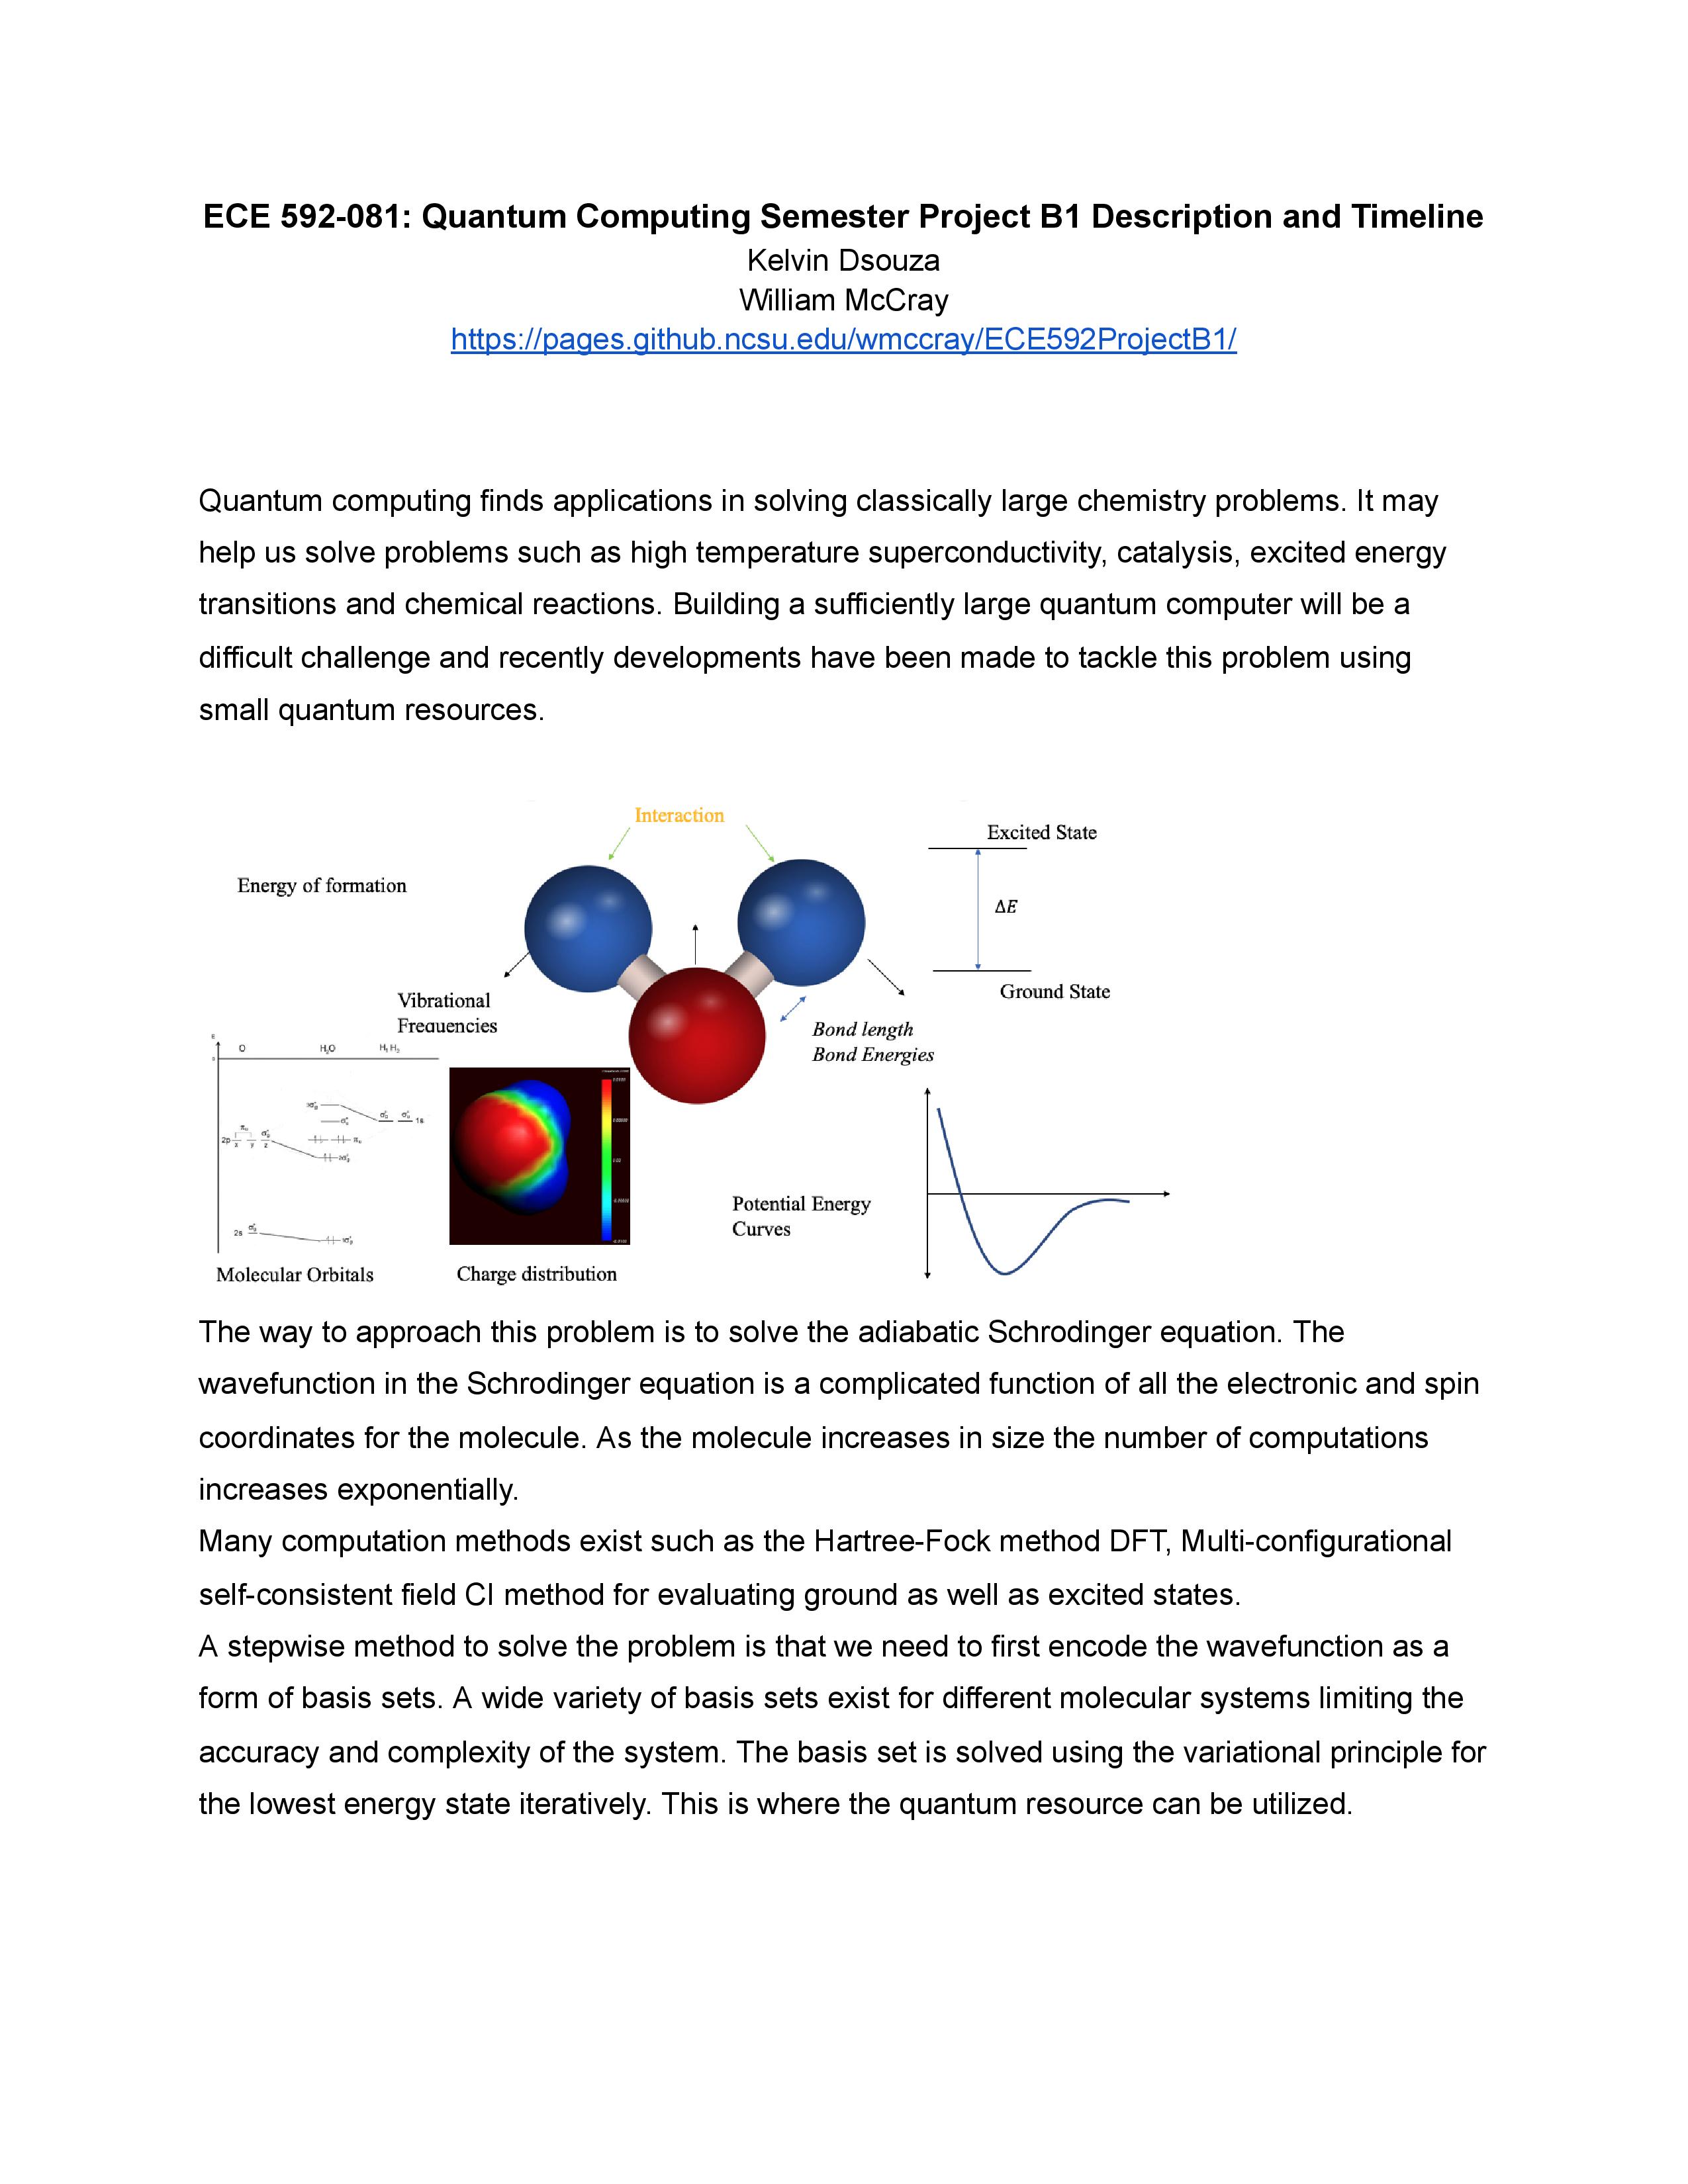 ECE 592-081: Quantum Computing Semester Project B1 Description and Timeline
Kelvin Dsouza
William McCray
https://pages.github.ncsu.edu/wmccray/ECE592ProjectB1/
Quantum computing finds applications in solving classically large chemistry problems. It may
help us solve problems such as high temperature superconductivity, catalysis, excited energy
transitions and chemical reactions. Building a sufficiently large quantum computer will be a
difficult challenge and recently developments have been made to tackle this problem using
small quantum resources.
Interaction
Excited State
Energy of formation
ΔE
Ground State
Vibrational
Frequencies
Bond length
Bond Energies
E
O H₂O H₁ H₂
1s
2p
x y z
2s
Potential Energy
Curves
Molecular Orbitals
Charge distribution
The way to approach this problem is to solve the adiabatic Schrodinger equation. The
wavefunction in the Schrodinger equation is a complicated function of all the electronic and spin
coordinates for the molecule. As the molecule increases in size the number of computations
increases exponentially.
Many computation methods exist such as the Hartree-Fock method DFT, Multi-configurational
self-consistent field CI method for evaluating ground as well as excited states.
A stepwise method to solve the problem is that we need to first encode the wavefunction as a
form of basis sets. A wide variety of basis sets exist for different molecular systems limiting the
accuracy and complexity of the system. The basis set is solved using the variational principle for
the lowest energy state iteratively. This is where the quantum resource can be utilized.